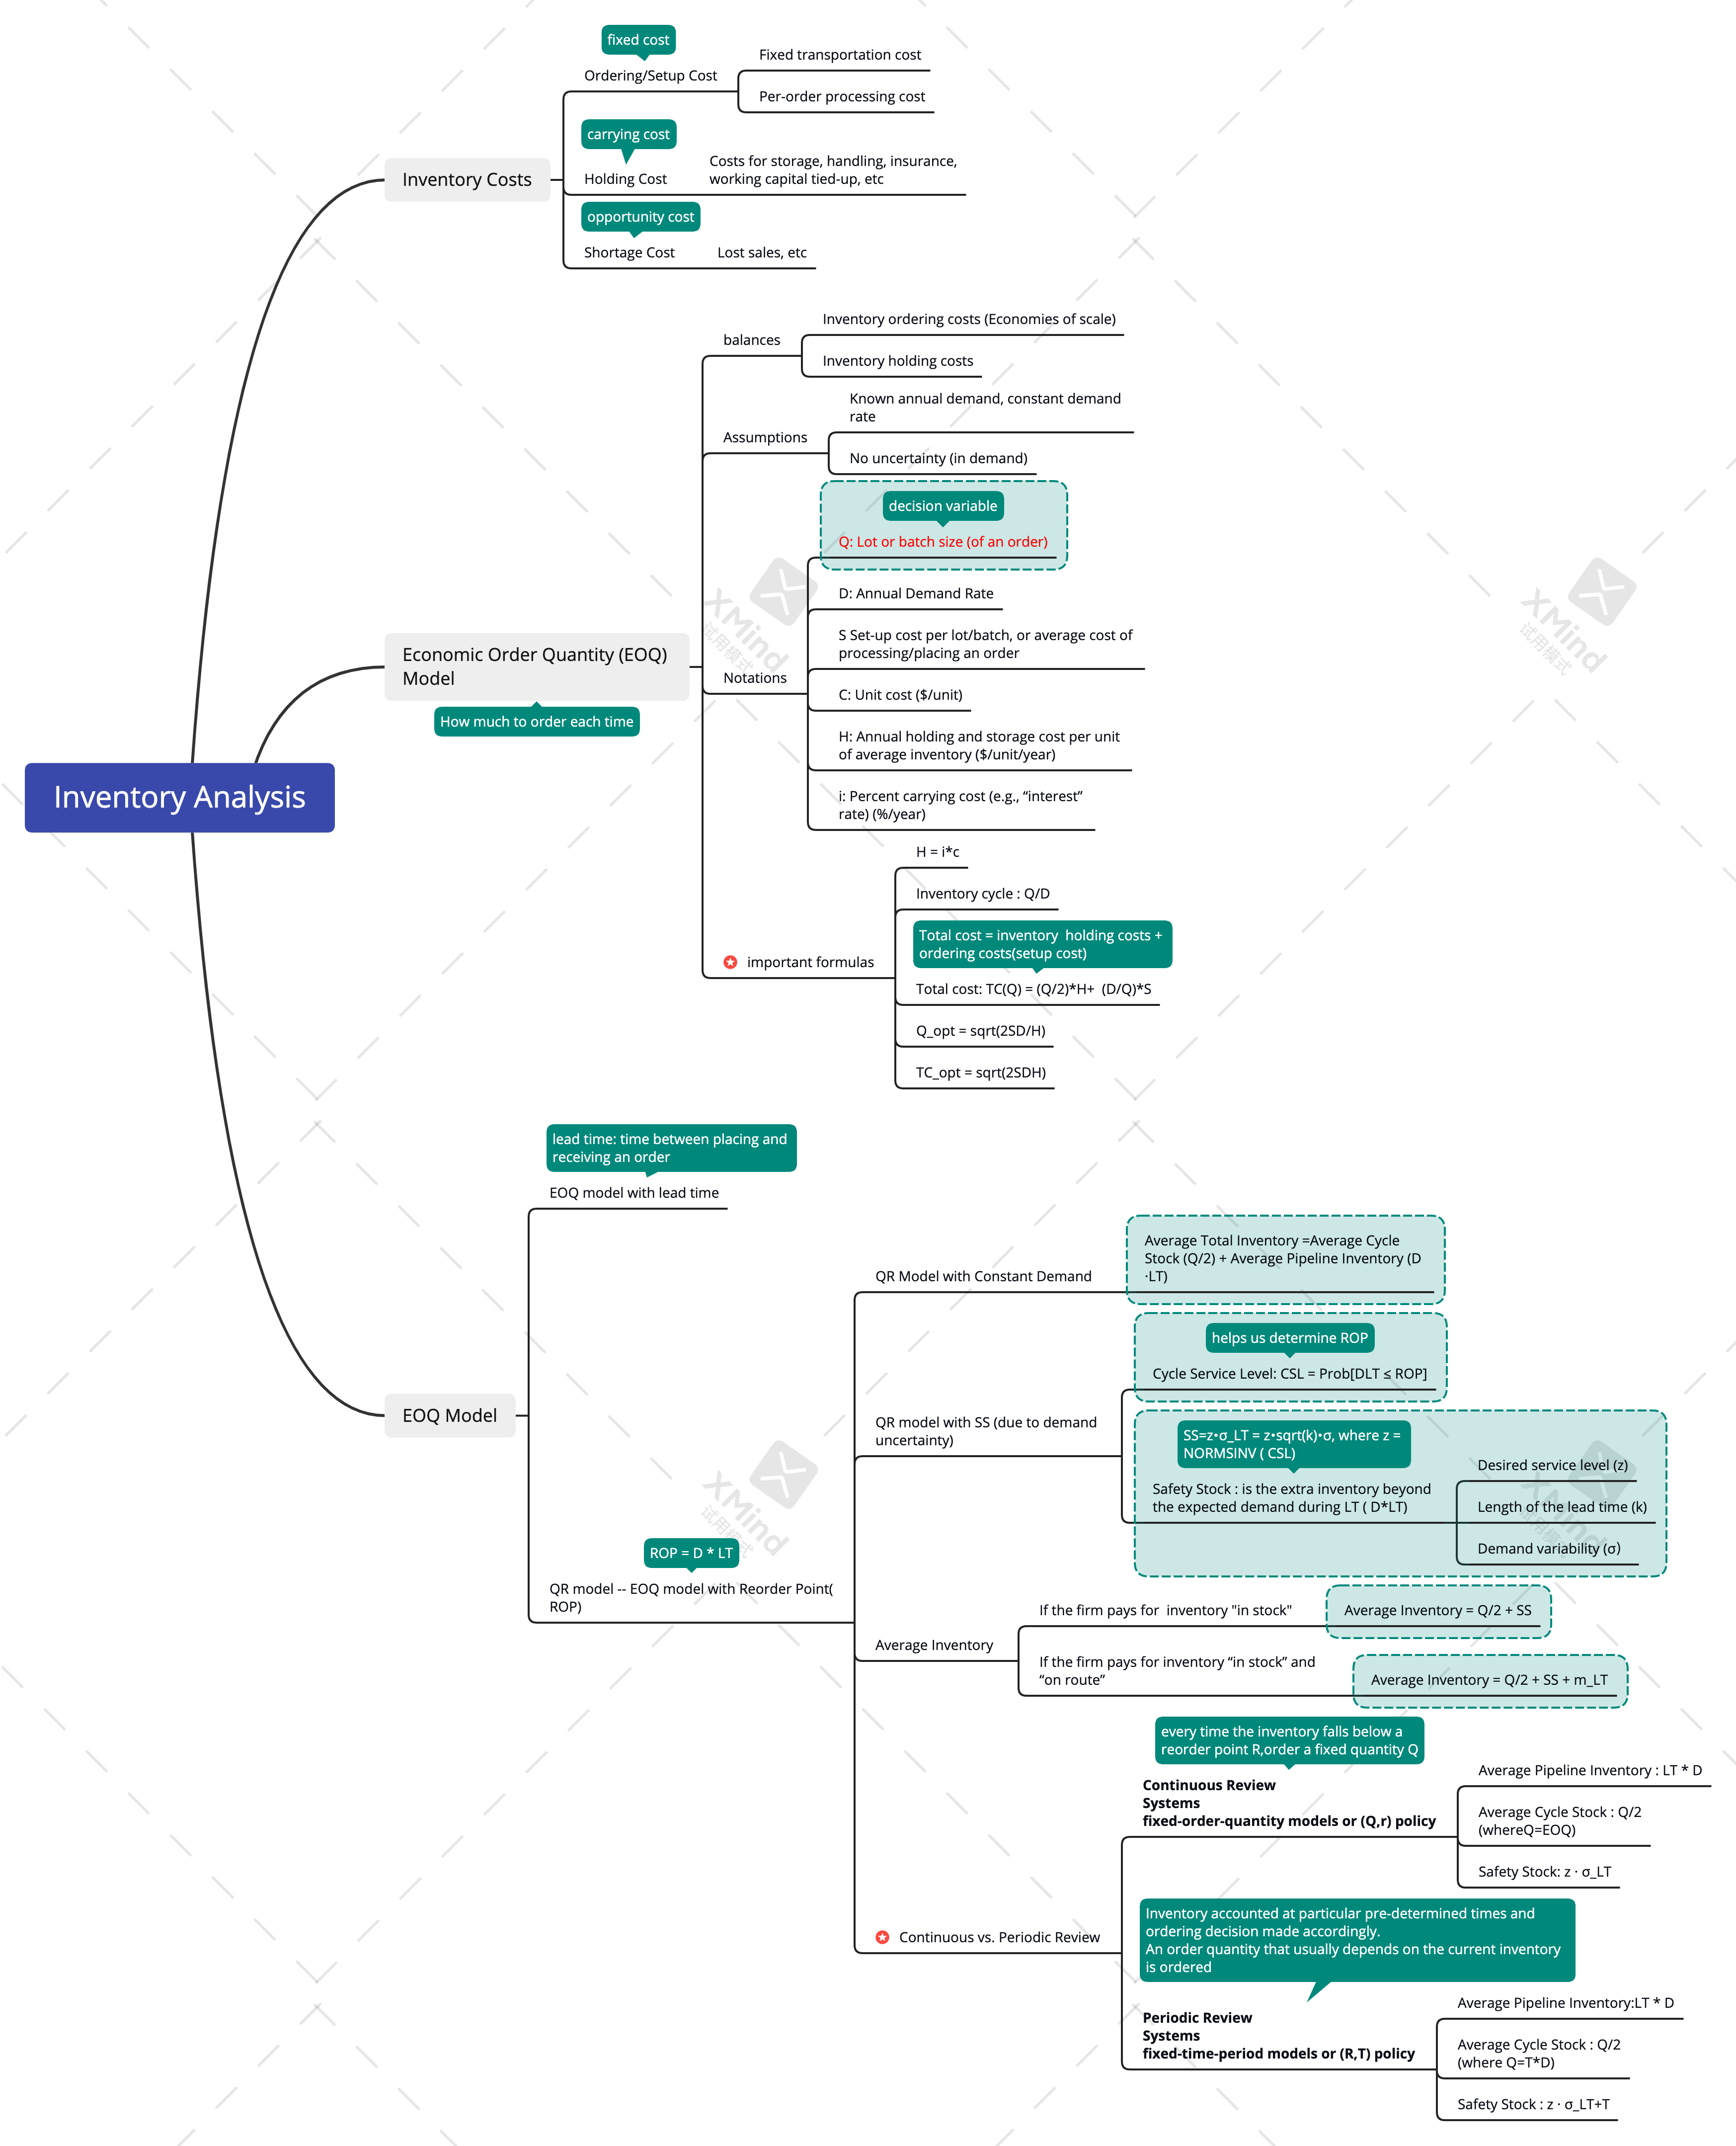 fixed cost
Ordering/Setup Cost
Fixed transportation cost
Per-order processing cost
carrying cost
Holding Cost
Costs for storage, handling, insurance,
working capital tied-up, etc
opportunity cost
Shortage Cost
Lost sales, etc
Inventory Costs
balances
Inventory ordering costs (Economies of scale)
Inventory holding costs
Assumptions
Known annual demand, constant demand
rate
No uncertainty (in demand)
decision variable
Q: Lot or batch size (of an order)
D: Annual Demand Rate
S Set-up cost per lot/batch, or average cost of
processing/placing an order
Notations
C: Unit cost ($/unit)
H: Annual holding and storage cost per unit
of average inventory ($/unit/year)
i: Percent carrying cost (e.g., “interest”
rate) (%/year)
Economic Order Quantity (EOQ)
Model
How much to order each time
H = i*c
Inventory cycle : Q/D
Total cost = inventory  holding costs +
ordering costs(setup cost)
important formulas
Total cost: TC(Q) = (Q/2)*H+  (D/Q)*S
Q_opt = sqrt(2SD/H)
TC_opt = sqrt(2SDH)
Inventory Analysis
lead time: time between placing and
receiving an order
EOQ model with lead time
EOQ Model
QR Model with Constant Demand
Average Total Inventory =Average Cycle
Stock (Q/2) + Average Pipeline Inventory (D
·LT)
helps us determine ROP
Cycle Service Level: CSL = Prob[DLT ≤ ROP]
QR model with SS (due to demand
uncertainty)
SS=z•σ_LT = z•sqrt(k)•σ, where z =
NORMSINV ( CSL)
Safety Stock : is the extra inventory beyond
the expected demand during LT ( D*LT)
Desired service level (z)
Length of the lead time (k)
Demand variability (σ)
ROP = D * LT
QR model -- EOQ model with Reorder Point(
ROP)
Average Inventory
If the firm pays for  inventory "in stock"
Average Inventory = Q/2 + SS
If the firm pays for inventory “in stock” and
“on route”
Average Inventory = Q/2 + SS + m_LT
every time the inventory falls below a
reorder point R,order a fixed quantity Q
Continuous Review
Systems
fixed-order-quantity models or (Q,r) policy
Average Pipeline Inventory : LT * D
Average Cycle Stock : Q/2
(whereQ=EOQ)
Safety Stock: z · σ_LT
Continuous vs. Periodic Review
Inventory accounted at particular pre-determined times and
ordering decision made accordingly.
An order quantity that usually depends on the current inventory
is ordered
Periodic Review
Systems
fixed-time-period models or (R,T) policy
Average Pipeline Inventory:LT * D
Average Cycle Stock : Q/2
(where Q=T*D)
Safety Stock : z · σ_LT+T
XMind
试用模式
XMind
试用模式
XMind
试用模式
XMind
试用模式